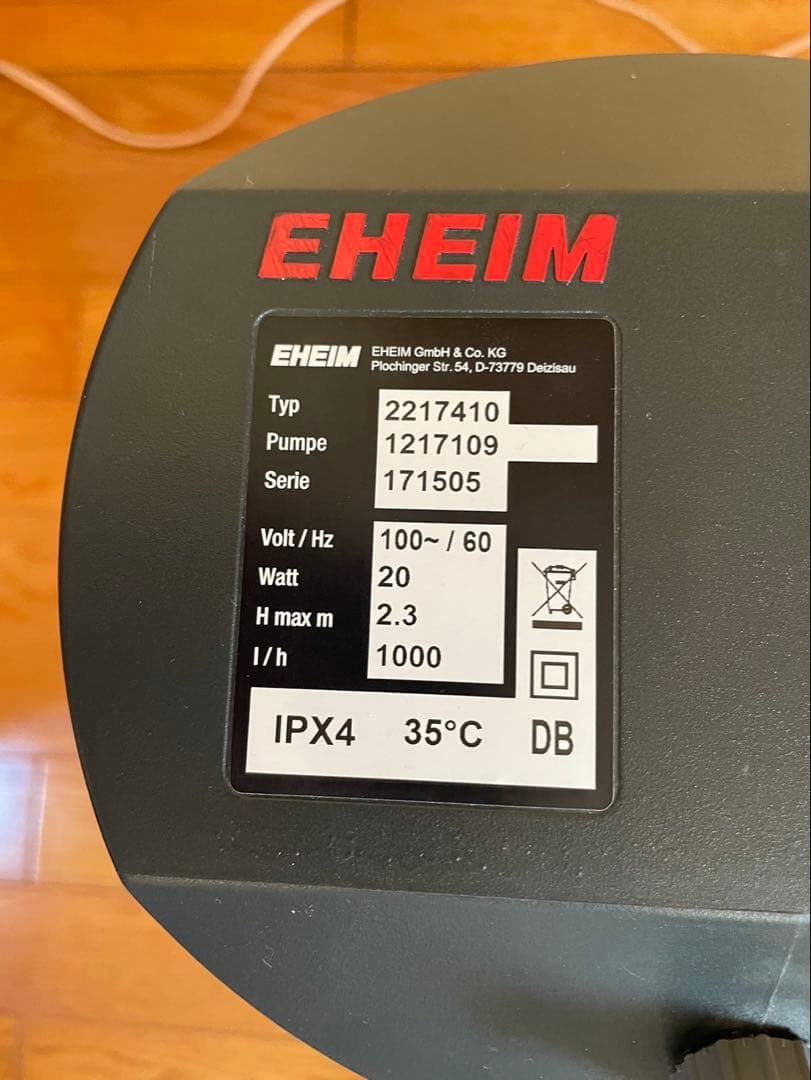 EHEIM
EHEIM EHEIM GmbH & Co. KG
Plochinger Str. 54, D-73779 Deizisau
Typ 2217410
Pumpe 1217109
Serie 171505
Volt / Hz 100~ / 60
Watt 20
H max m 2.3
l / h 1000
IPX4 35°C DB